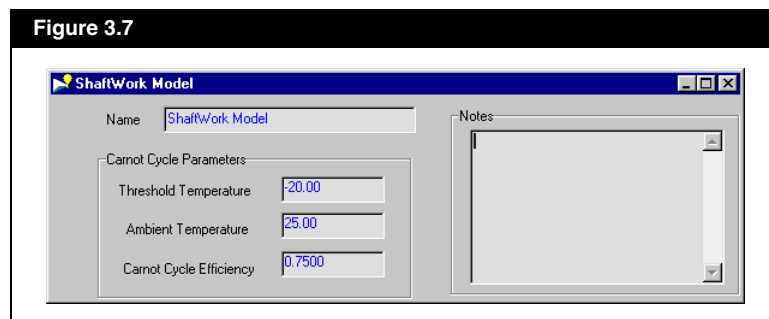 Figure 3.7
ShaftWork Model
Name ShaftWork Model
Notes
Carnot Cycle Parameters
Threshold Temperature -20.00
Ambient Temperature 25.00
Carnot Cycle Efficiency 0.7500